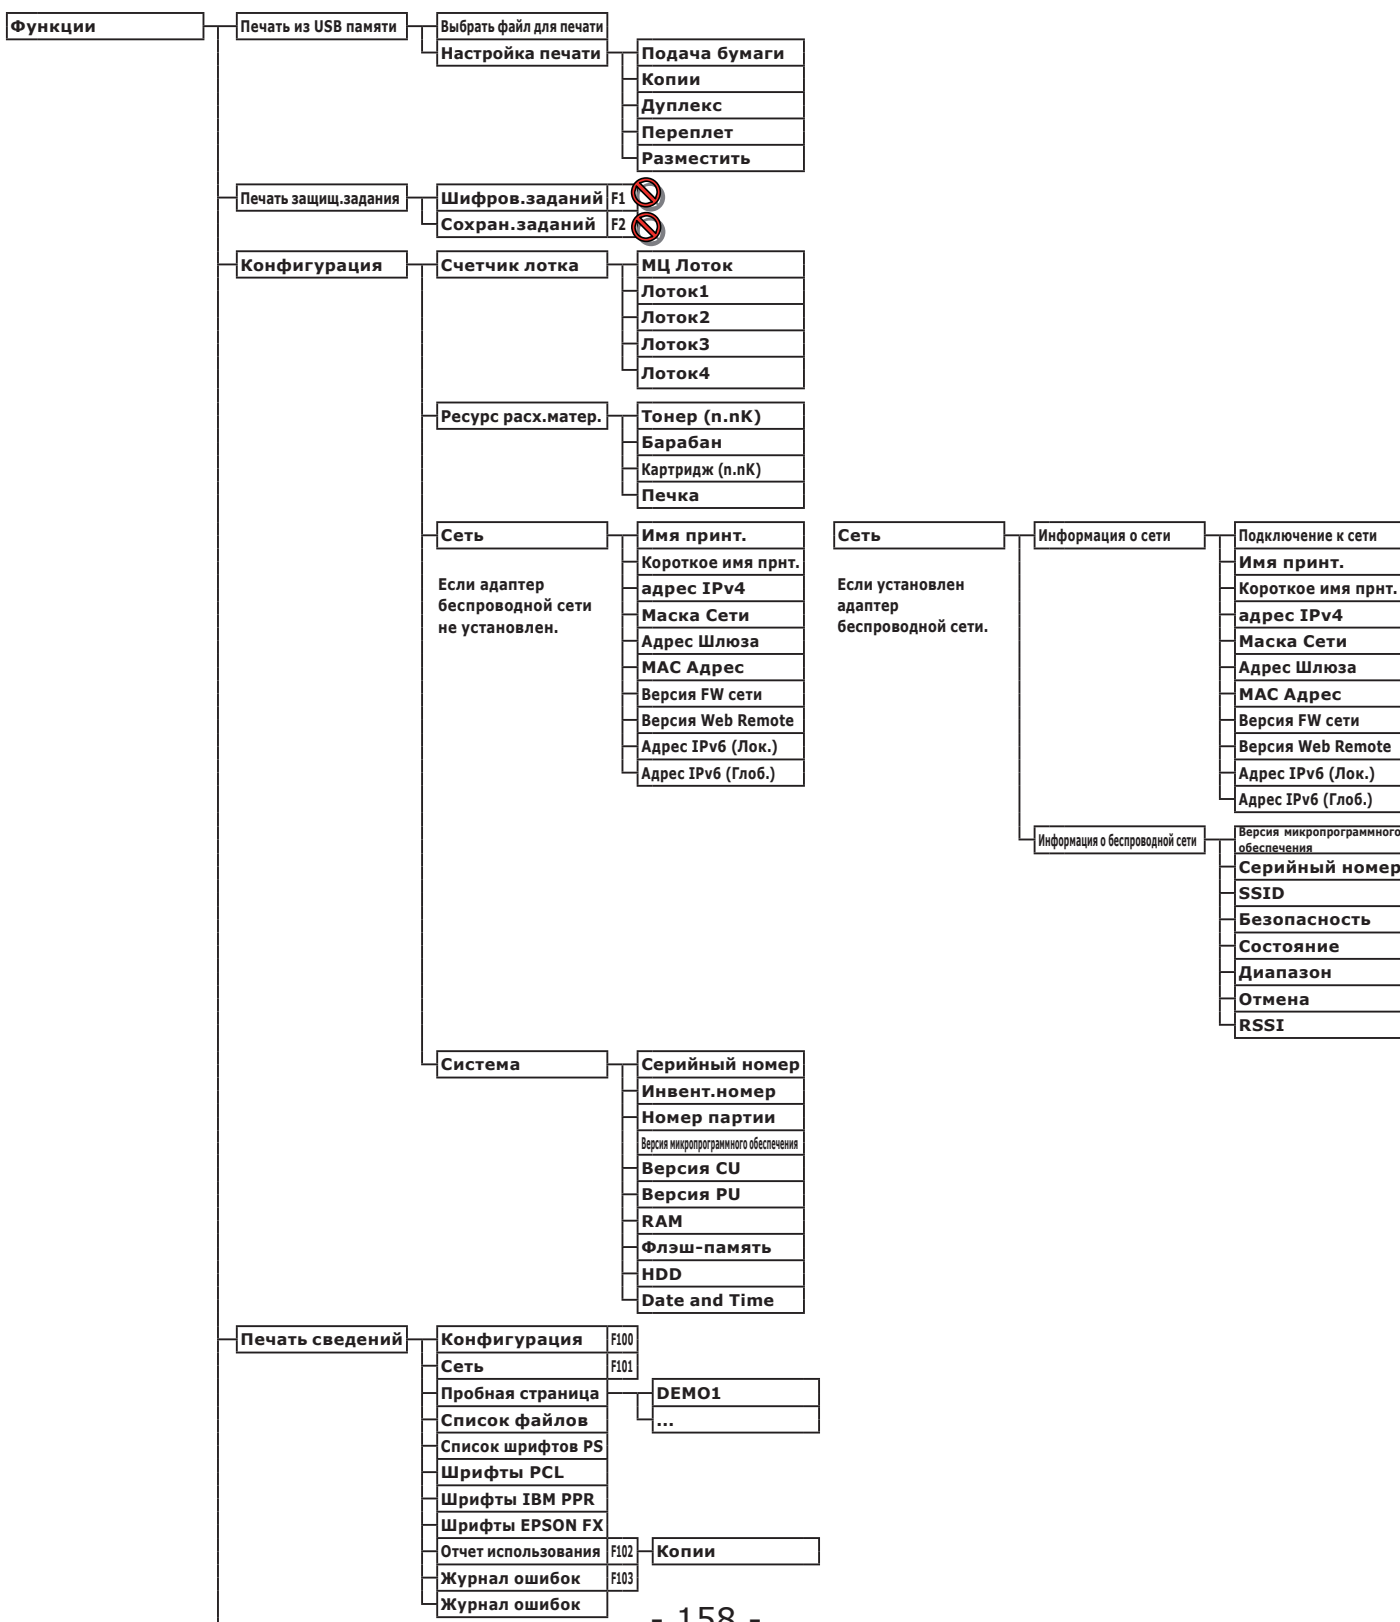 Функции
Печать из USB памяти
Выбрать файл для печати
Настройка печати
Подача бумаги
Копии
Дуплекс
Переплет
Разместить
Печать защищ.задания
Шифров.заданий F1
Сохран.заданий F2
Конфигурация
Счетчик лотка
МЦ Лоток
Лоток1
Лоток2
Лоток3
Лоток4
Ресурс расх.матер.
Тонер (n.nK)
Барабан
Картридж (n.nK)
Печка
Сеть
Если адаптер
беспроводной сети
не установлен.
Имя принт.
Короткое имя прнт.
адрес IPv4
Маска Сети
Адрес Шлюза
MAC Адрес
Версия FW сети
Версия Web Remote
Адрес IPv6 (Лок.)
Адрес IPv6 (Глоб.)
Сеть
Если установлен
адаптер
беспроводной сети.
Информация о сети
Подключение к сети
Имя принт.
Короткое имя прнт.
адрес IPv4
Маска Сети
Адрес Шлюза
MAC Адрес
Версия FW сети
Версия Web Remote
Адрес IPv6 (Лок.)
Адрес IPv6 (Глоб.)
Информация о беспроводной сети
Версия микропрограммного
обеспечения
Серийный номер
SSID
Безопасность
Состояние
Диапазон
Отмена
RSSI
Система
Серийный номер
Инвент.номер
Номер партии
Версия микропрограммного обеспечения
Версия CU
Версия PU
RAM
Флэш-память
HDD
Date and Time
Печать сведений
Конфигурация F100
Сеть F101
Пробная страница
DEMO1
...
Список файлов
Список шрифтов PS
Шрифты PCL
Шрифты IBM PPR
Шрифты EPSON FX
Отчет использования F102
Копии
Журнал ошибок F103
Журнал ошибок
- 158 -